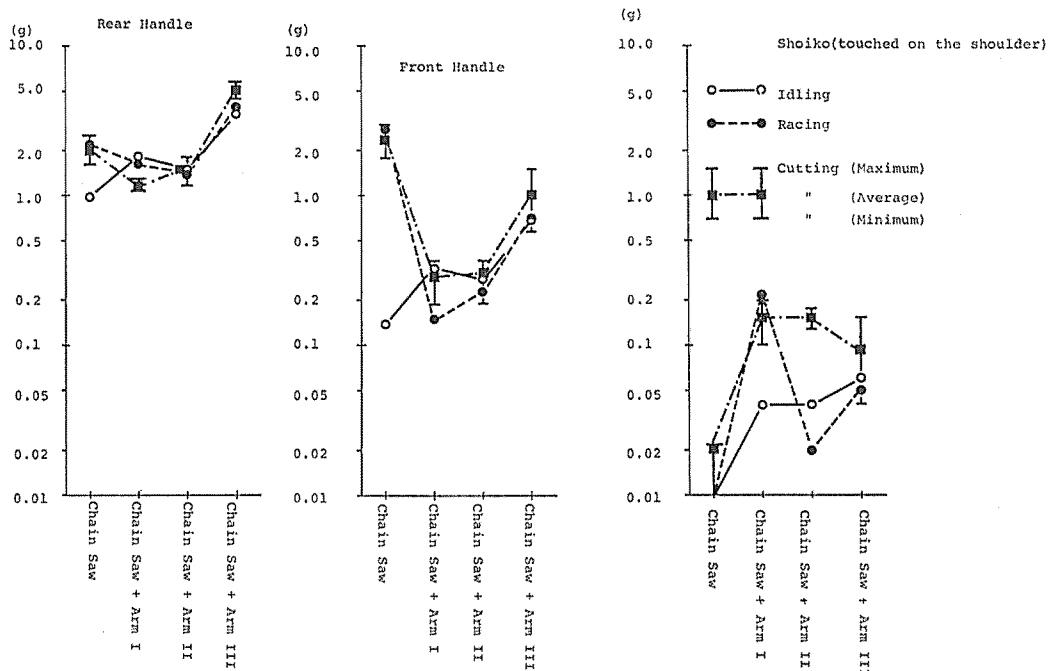 Rear Handle
(g)
10.0
5.0
2.0
1.0
0.5
0.2
0.1
0.05
0.02
0.01
Chain Saw
Chain Saw + Arm I
Chain Saw + Arm II
Chain Saw + Arm III
Front Handle
(g)
10.0
5.0
2.0
1.0
0.5
0.2
0.1
0.05
0.02
0.01
Chain Saw
Chain Saw + Arm I
Chain Saw + Arm II
Chain Saw + Arm III
(g)
10.0
5.0
2.0
1.0
0.5
0.2
0.1
0.05
0.02
0.01
Shoiko(touched on the shoulder)
Idling
Racing
Cutting (Maximum)
" (Average)
" (Minimum)
Chain Saw
Chain Saw + Arm I
Chain Saw + Arm II
Chain Saw + Arm III